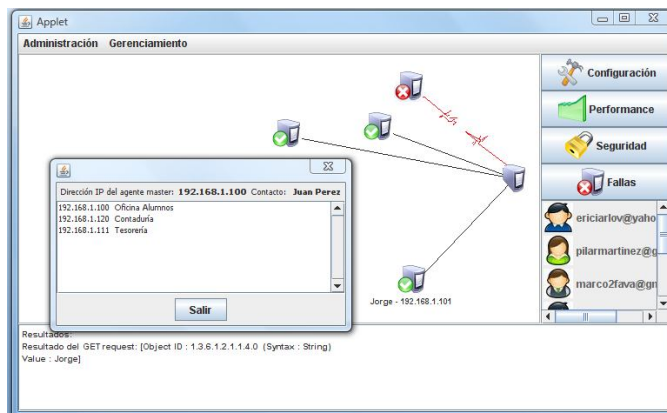 Applet
Administración Gerenciamiento
Configuración
Performance
Seguridad
Fallas
ericiarlov@yaho
pilarmartinez@g
marco2fava@gn
Dirección IP del agente master: 192.168.1.100 Contacto: Juan Perez
192.168.1.100 Oficina Alumnos
192.168.1.120 Contaduría
192.168.1.111 Tesorería
Salir
Jorge - 192.168.1.101
Resultados:
Resultado del GET request: [Object ID : 1.3.6.1.2.1.1.4.0 (Syntax : String)
Value : Jorge]